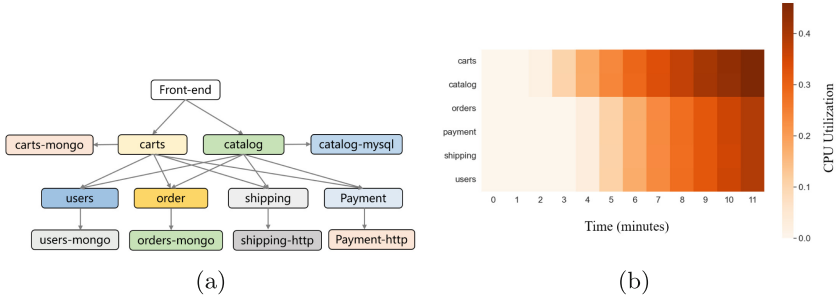 Front-end
carts-mongo
carts
catalog
catalog-mysql
users
order
shipping
Payment
users-mongo
orders-mongo
shipping-http
Payment-http
(a)
carts
catalog
orders
payment
shipping
users
0 1 2 3 4 5 6 7 8 9 10 11
Time (minutes)
0.4
0.3
0.2
0.1
0.0
CPU Utilization
(b)